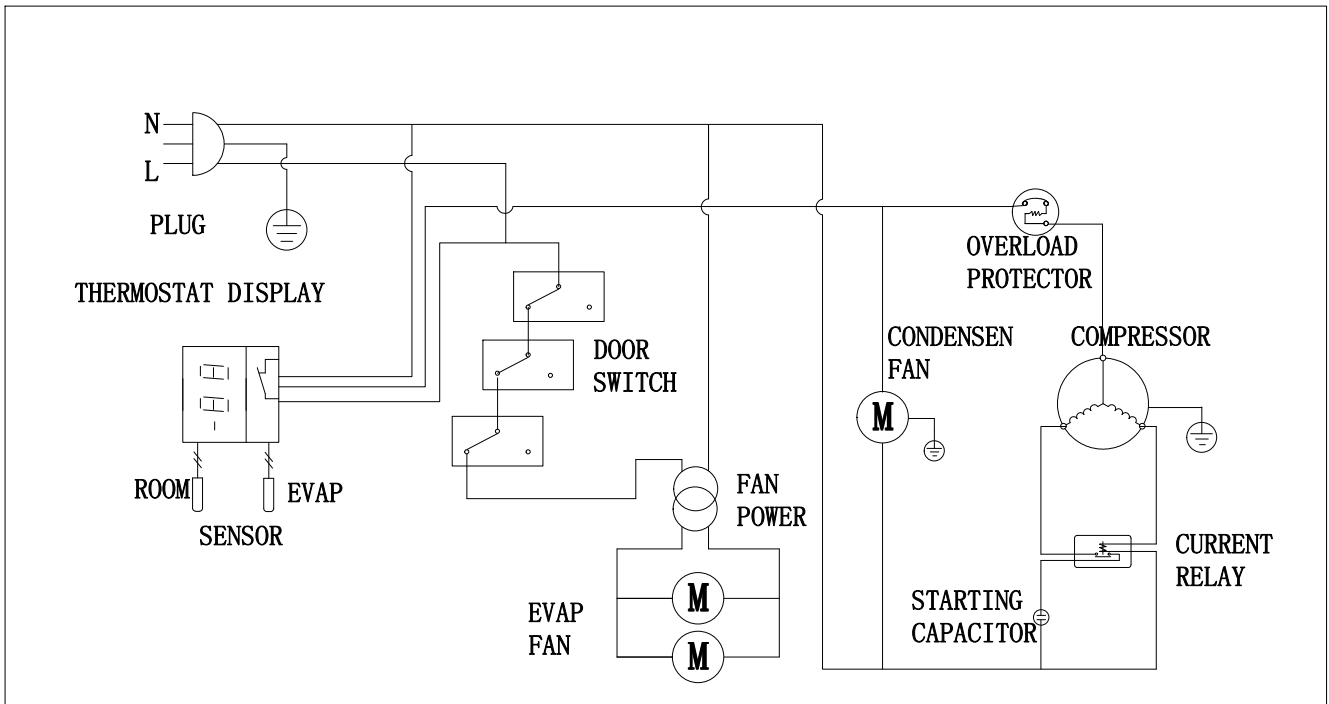 N
L
PLUG
THERMOSTAT DISPLAY
OVERLOAD
PROTECTOR
DOOR
SWITCH
CONDENSEN
FAN
COMPRESSOR
M
ROOM
EVAP
SENSOR
FAN
POWER
CURRENT
RELAY
EVAP
FAN
M
M
STARTING
CAPACITOR